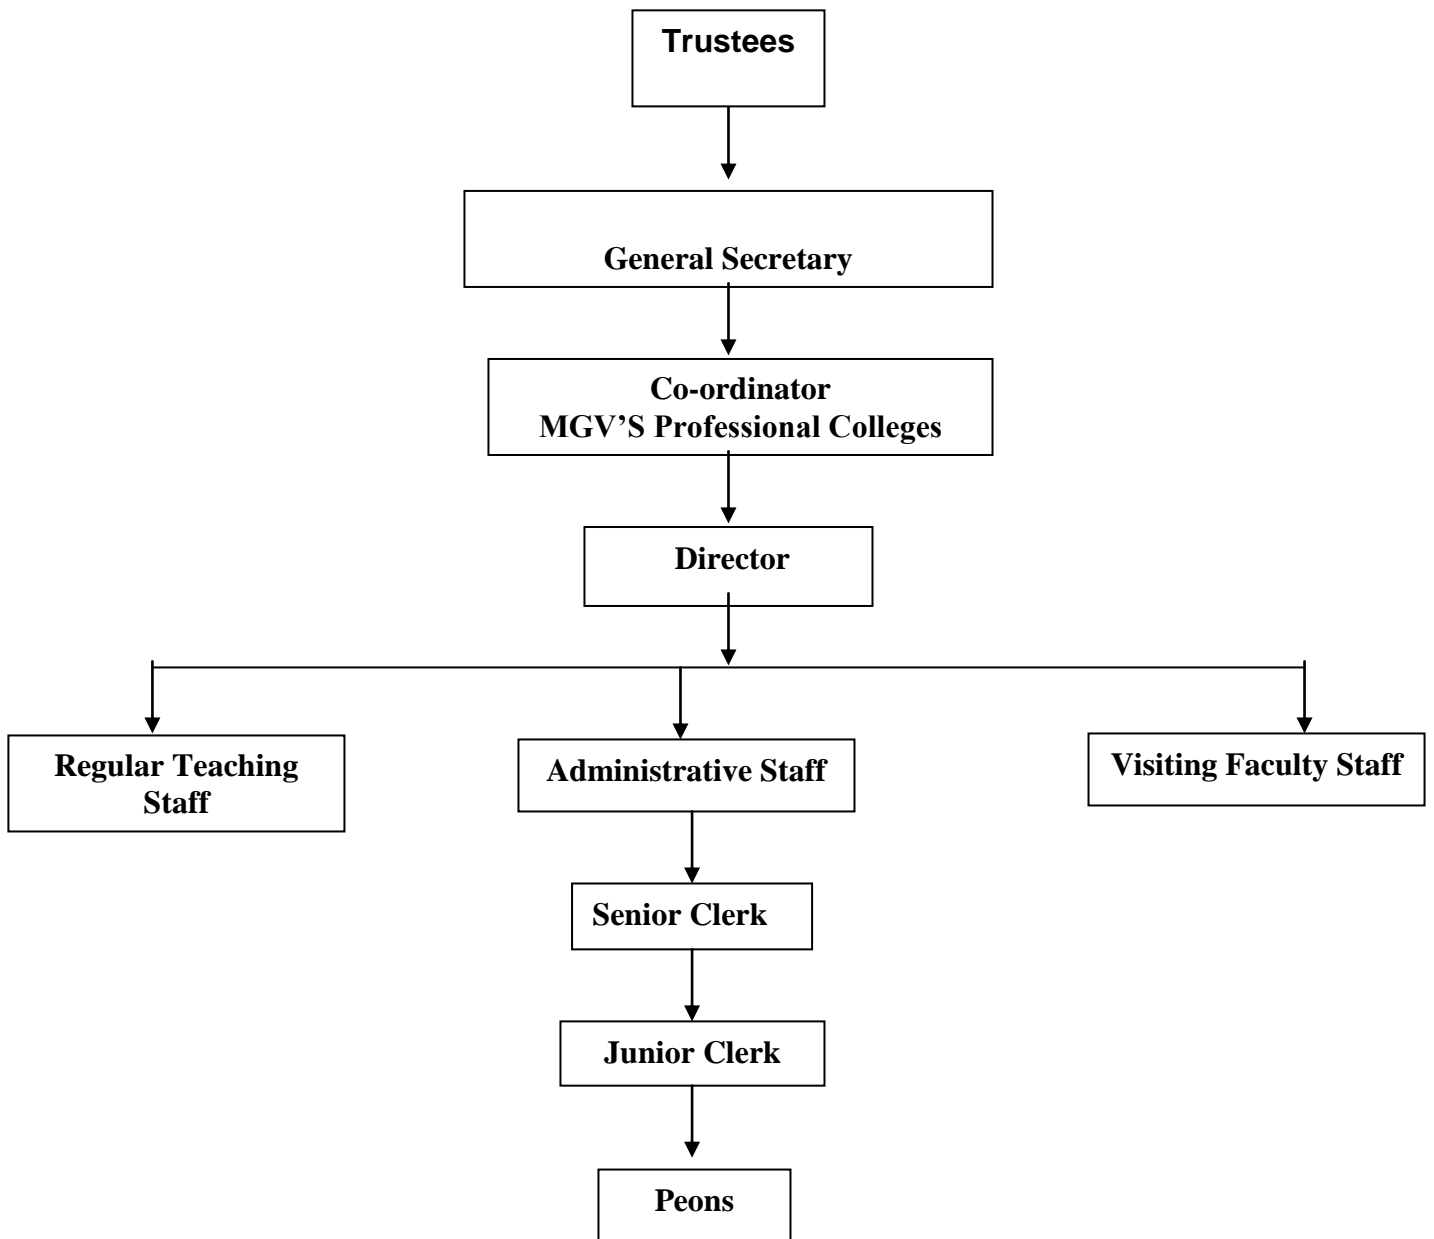 Trustees
General Secretary
Co-ordinator
MGV’S Professional Colleges
Director
Regular Teaching
Staff
Administrative Staff
Visiting Faculty Staff
Senior Clerk
Junior Clerk
Peons